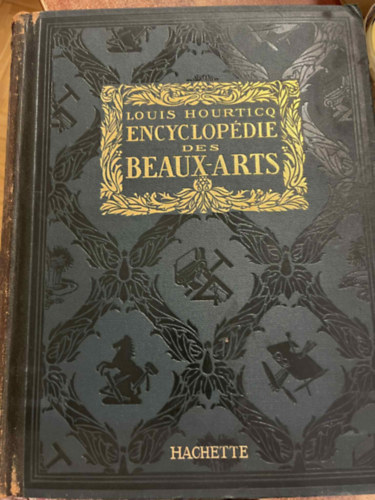 LOUIS HOURTICQ
ENCYCLOPÉDIE
DES
BEAUX-ARTS
HACHETTE